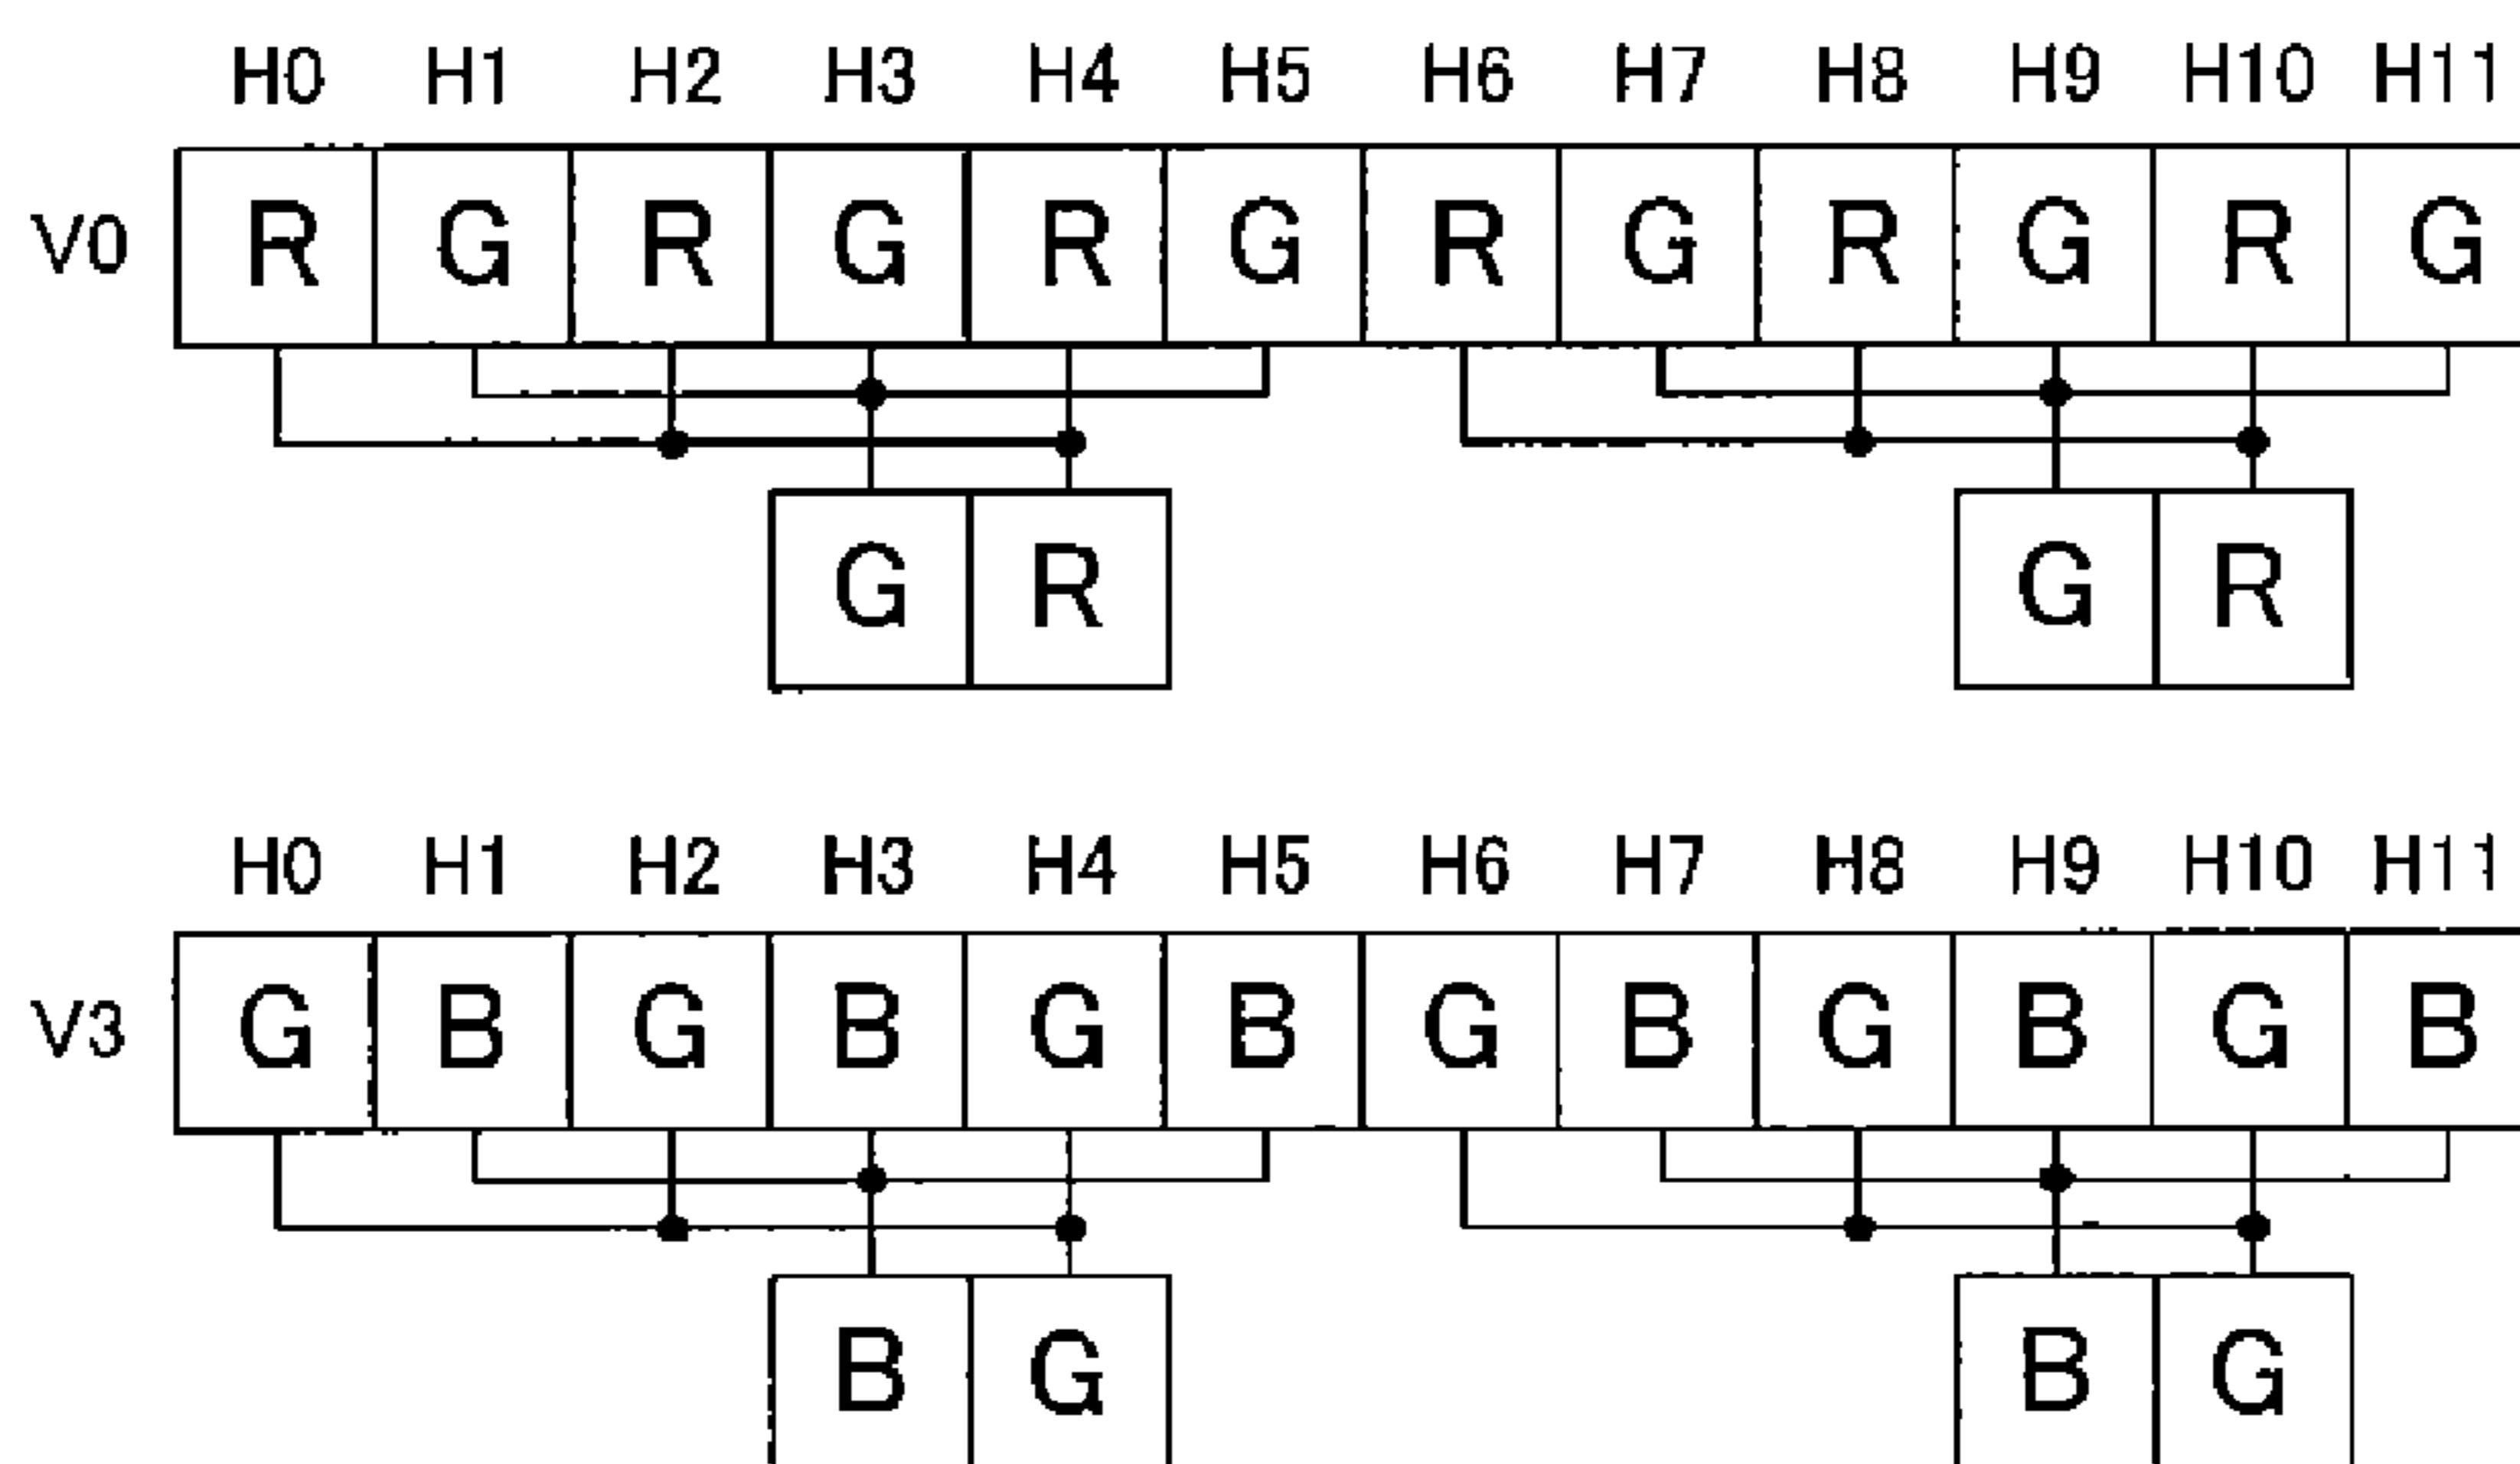 H0 H1 H2 H3 H4 H5 H6 H7 H8 H9 H10 H11
V0 R G R G R G R G R G R G
G R G R
H0 H1 H2 H3 H4 H5 H6 H7 H8 H9 H10 H11
V3 G B G B G B G B G B G B
B G B G